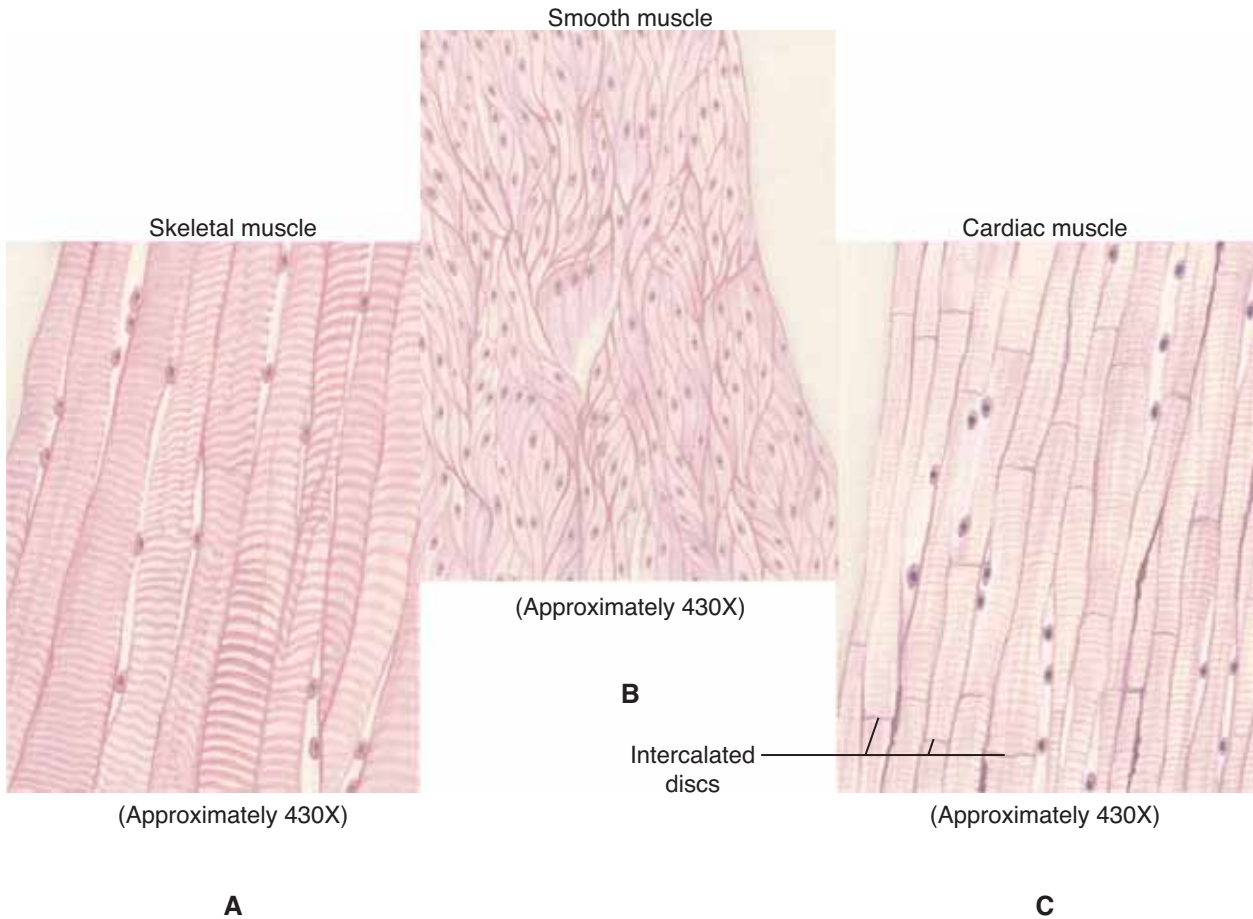 Smooth muscle
Skeletal muscle
Cardiac muscle
(Approximately 430X)
B
Intercalated
discs
(Approximately 430X)
(Approximately 430X)
A
C